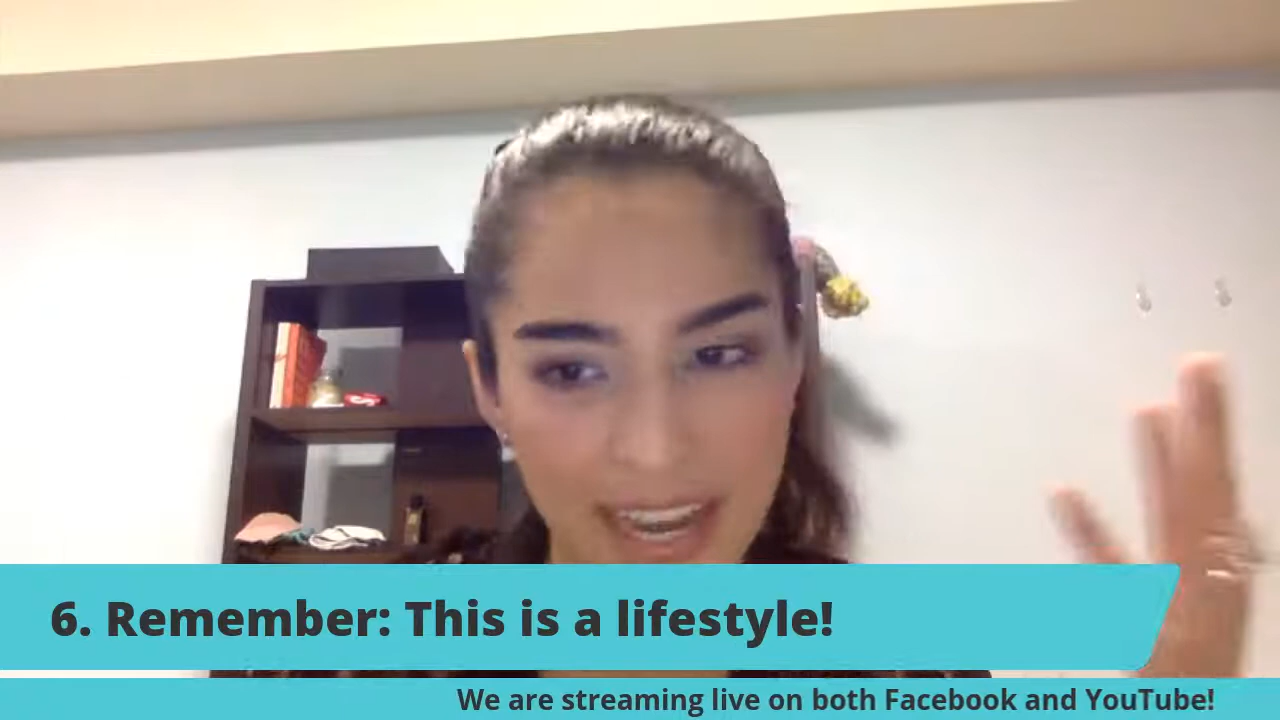 6. Remember: This is a lifestyle!
We are streaming live on both Facebook and YouTube!